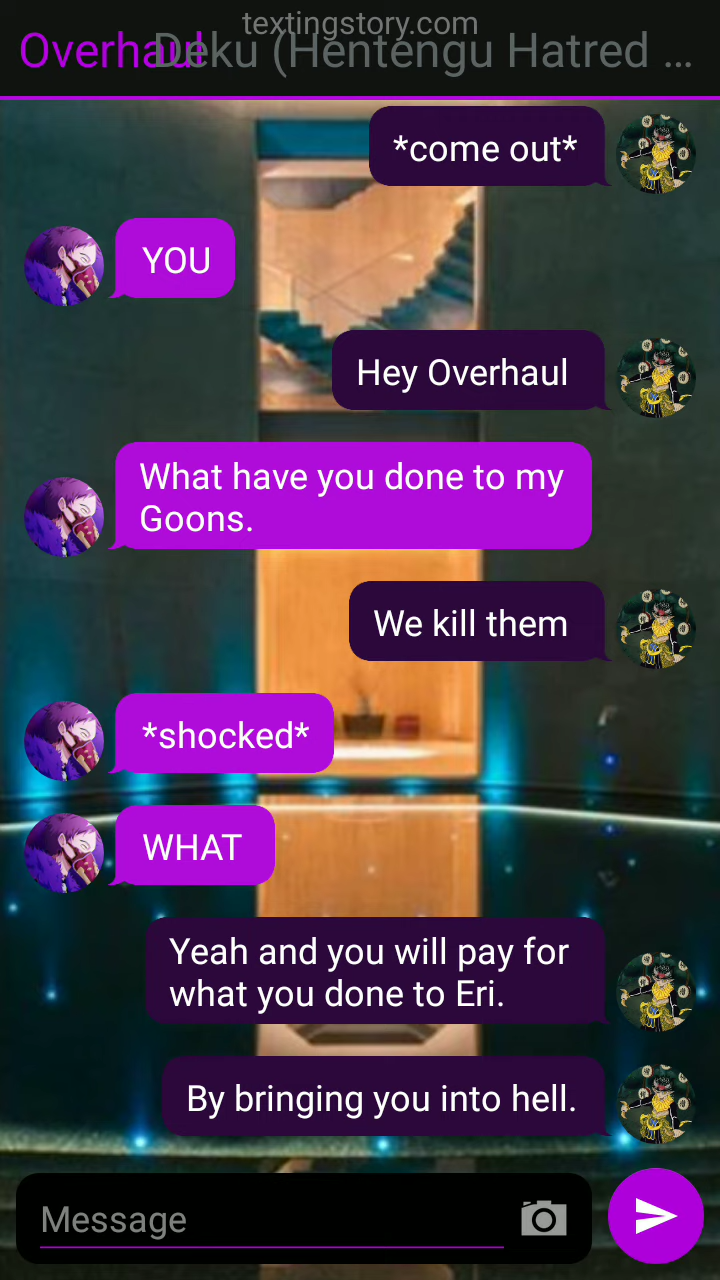 textingstory.com
Overhaul
Deku (Hentengu Hatred ...
*come out*
YOU
Hey Overhaul
What have you done to my
Goons.
We kill them
*shocked*
WHAT
Yeah and you will pay for
what you done to Eri.
By bringing you into hell.
Message